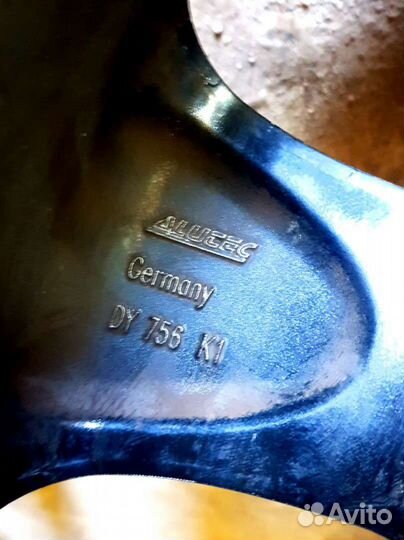 ALUTEC
Germany
DY 756 K1
Avito